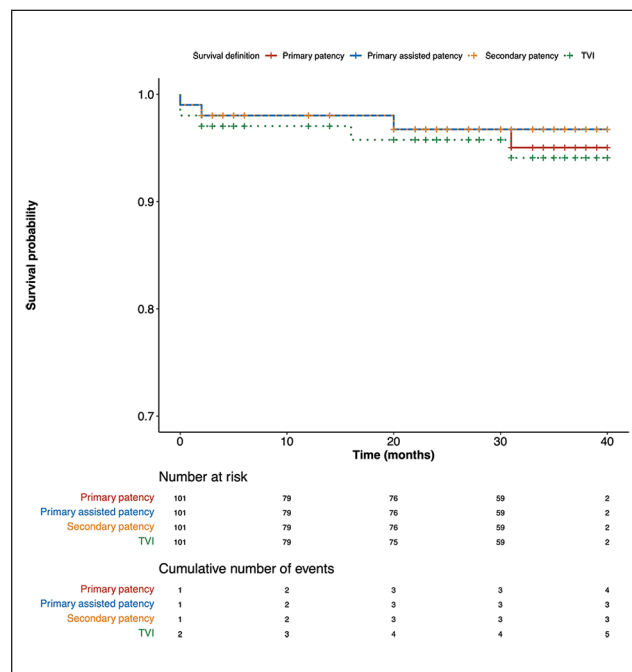 Survival definition Primary patency Primary assisted patency Secondary patency TVI
1.0
0.9
0.8
0.7
Survival probability
0 10 20 30 40
Time (months)
Number at risk
Primary patency 101 79 76 59 2
Primary assisted patency 101 79 76 59 2
Secondary patency 101 79 76 59 2
TVI 101 79 75 59 2
Cumulative number of events
Primary patency 1 2 3 3 4
Primary assisted patency 1 2 3 3 3
Secondary patency 1 2 3 3 3
TVI 2 3 4 4 5